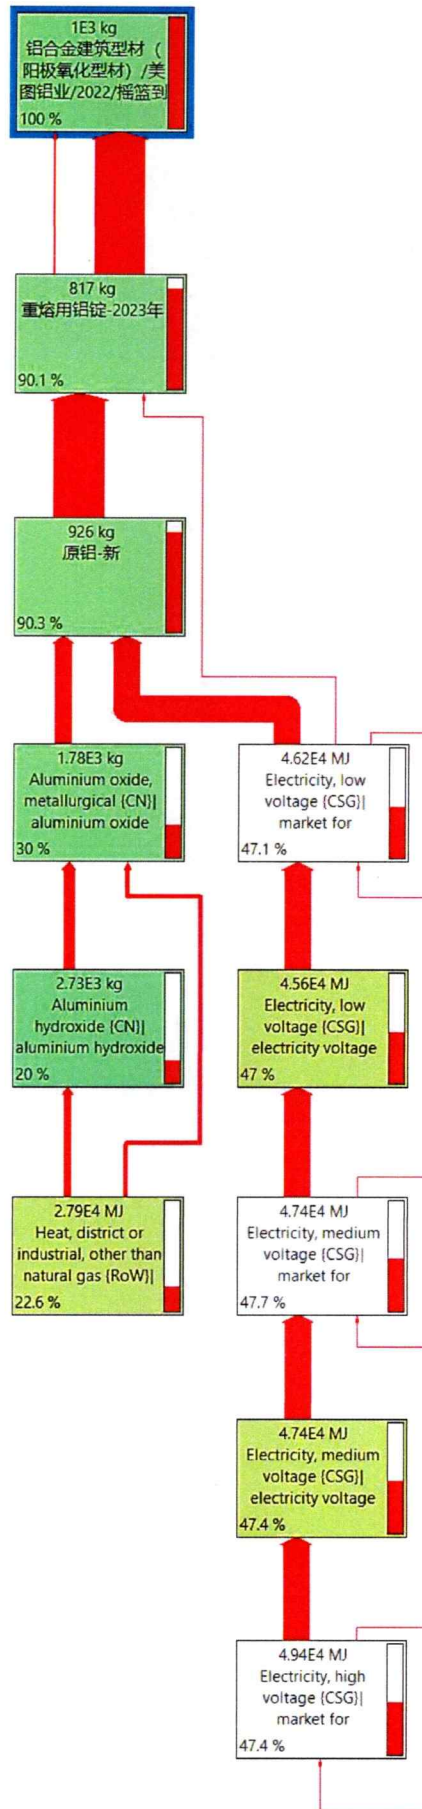 1E3 kg
铝合金建筑型材（
阳极氧化型材）/美
图铝业/2022/摇篮到
100 %
817 kg
重熔用铝锭-2023年
90.1 %
926 kg
原铝-新
90.3 %
1.78E3 kg
Aluminium oxide,
metallurgical {CN}|
aluminium oxide
30 %
4.62E4 MJ
Electricity, low
voltage {CSG}|
market for
47.1 %
2.73E3 kg
Aluminium
hydroxide {CN}|
aluminium hydroxide
20 %
4.56E4 MJ
Electricity, low
voltage {CSG}|
electricity voltage
47 %
2.79E4 MJ
Heat, district or
industrial, other than
natural gas {RoW}|
22.6 %
4.74E4 MJ
Electricity, medium
voltage {CSG}|
market for
47.7 %
4.74E4 MJ
Electricity, medium
voltage {CSG}|
electricity voltage
47.4 %
4.94E4 MJ
Electricity, high
voltage {CSG}|
market for
47.4 %